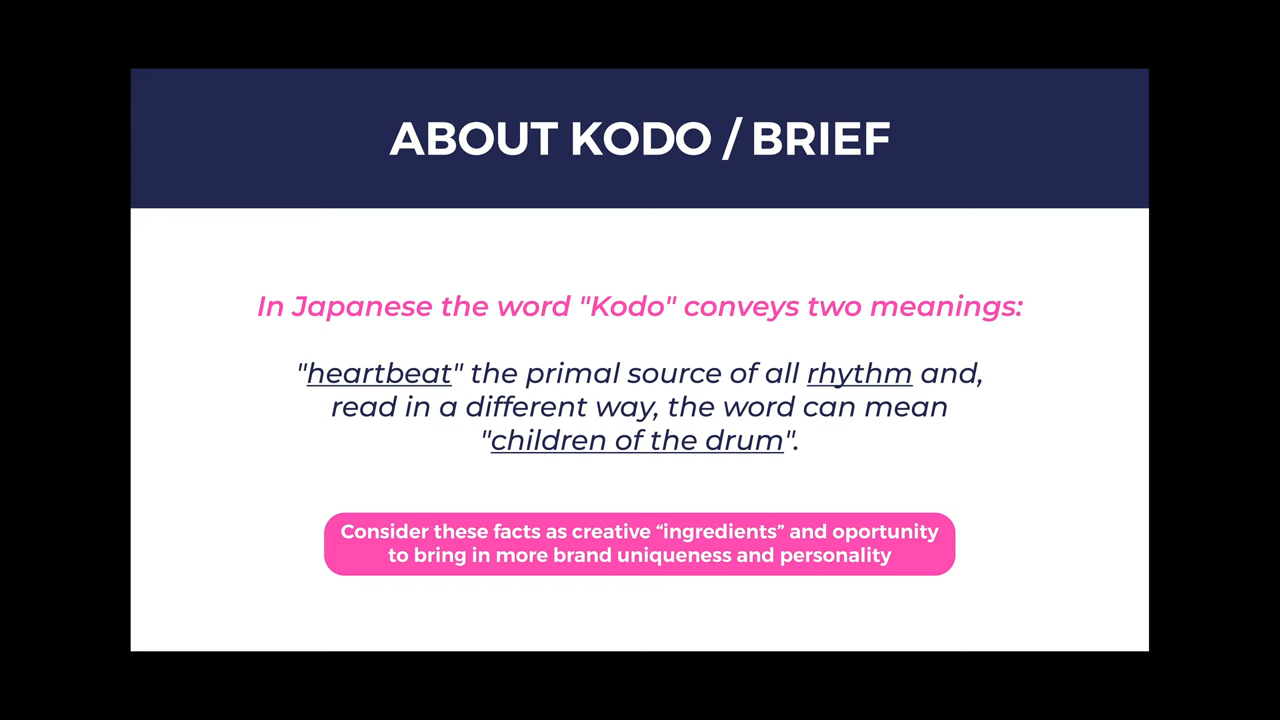 ABOUT KODO / BRIEF
In Japanese the word "Kodo" conveys two meanings:
"heartbeat" the primal source of all rhythm and,
read in a different way, the word can mean
"children of the drum".
Consider these facts as creative “ingredients” and oportunity
to bring in more brand uniqueness and personality